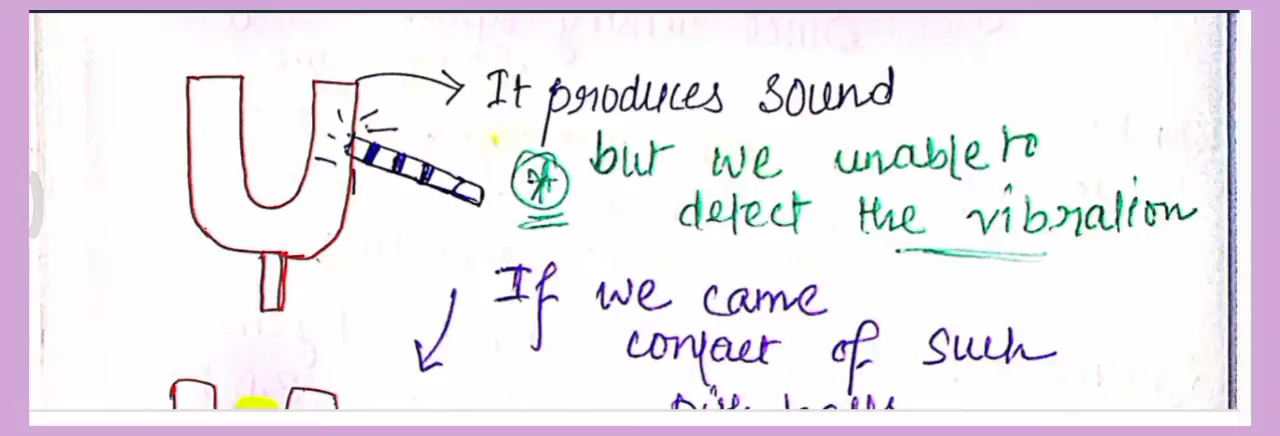 It produces sound
but we unable to
detect the vibration
If we came
contact of such